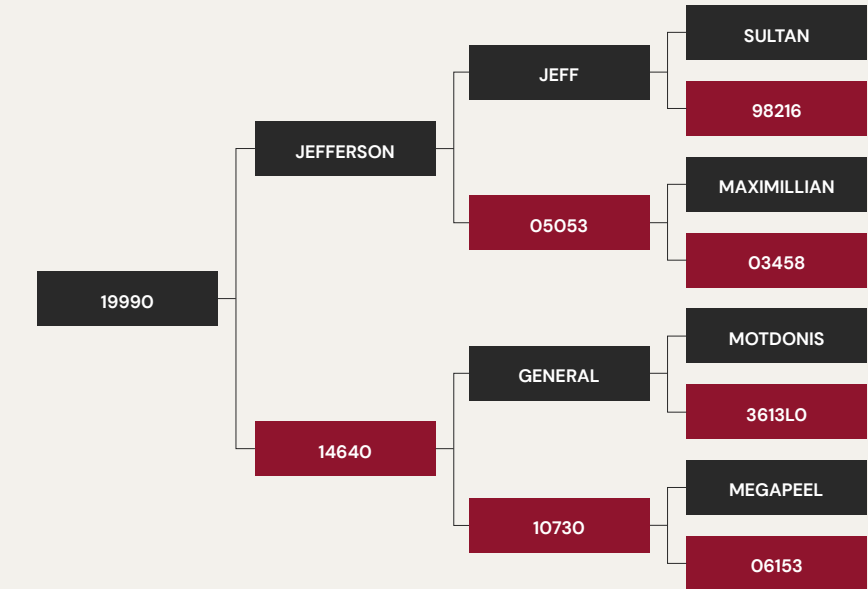 SULTAN
JEFF
98216
JEFFERSON
MAXIMILLIAN
05053
03458
19990
MOTDONIS
GENERAL
3613L0
14640
MEGAPEEL
10730
06153